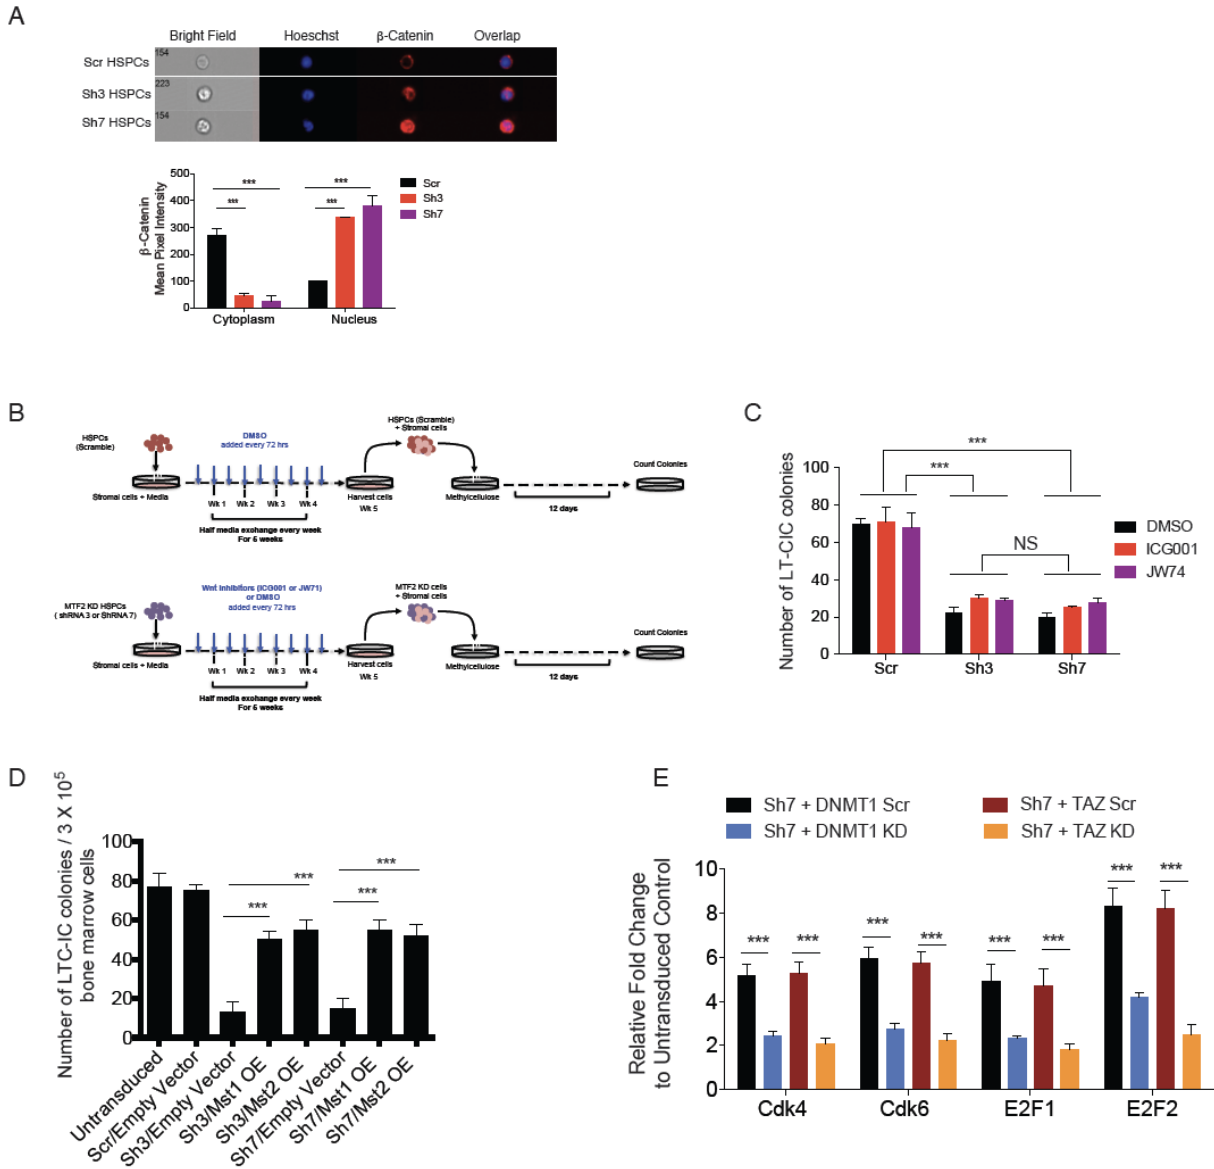 A
Bright Field
Hoeschst
β-Catenin
Overlap
Scr HSPCs
154
Sh3 HSPCs
223
Sh7 HSPCs
154
β-Catenin
Mean Pixel Intensity
500
400
300
200
100
0
***
***
***
***
Scr
Sh3
Sh7
Cytoplasm
Nucleus
B
HSPCs
(Scramble)
DMSO
added every 72 hrs
HSPCs (Scramble)
+ Stromal cells
Count Colonies
Stromal cells + Media
Wk 1
Wk 2
Wk 3
Wk 4
Harvest cells
Wk 5
Methylcellulose
12 days
Half media exchange every week
For 5 weeks
MTF2 KD HSPCs
( shRNA 3 or ShRNA 7)
Wnt Inhibitors (ICG001 or JW71)
or DMSO
added every 72 hrs
MTF2 KD cells
+ Stromal cells
Count Colonies
Stromal cells + Media
Wk 1
Wk 2
Wk 3
Wk 4
Harvest cells
Wk 5
Methylcellulose
12 days
Half media exchange every week
For 5 weeks
C
Number of LT-CIC colonies
100
80
60
40
20
0
***
***
NS
DMSO
ICG001
JW74
Scr
Sh3
Sh7
D
Number of LTC-IC colonies / 3 X 10⁵
bone marrow cells
100
80
60
40
20
0
***
***
***
***
Untransduced
Scr/Empty Vector
Sh3/Empty Vector
Sh3/Mst1 OE
Sh3/Mst2 OE
Sh7/Empty Vector
Sh7/Mst1 OE
Sh7/Mst2 OE
E
Sh7 + DNMT1 Scr
Sh7 + TAZ Scr
Sh7 + DNMT1 KD
Sh7 + TAZ KD
Relative Fold Change
to Untransduced Control
10
8
6
4
2
0
***
***
***
***
***
***
***
***
Cdk4
Cdk6
E2F1
E2F2